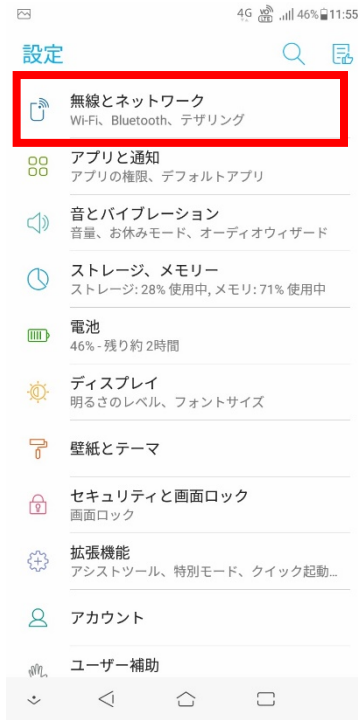 4G VoLTE 46% 11:55
設定
無線とネットワーク
Wi-Fi、Bluetooth、テザリング
アプリと通知
アプリの権限、デフォルトアプリ
音とバイブレーション
音量、お休みモード、オーディオウィザード
ストレージ、メモリー
ストレージ: 28% 使用中, メモリ: 71% 使用中
電池
46% - 残り約 2時間
ディスプレイ
明るさのレベル、フォントサイズ
壁紙とテーマ
セキュリティと画面ロック
画面ロック
拡張機能
アシストツール、特別モード、クイック起動...
アカウント
ユーザー補助